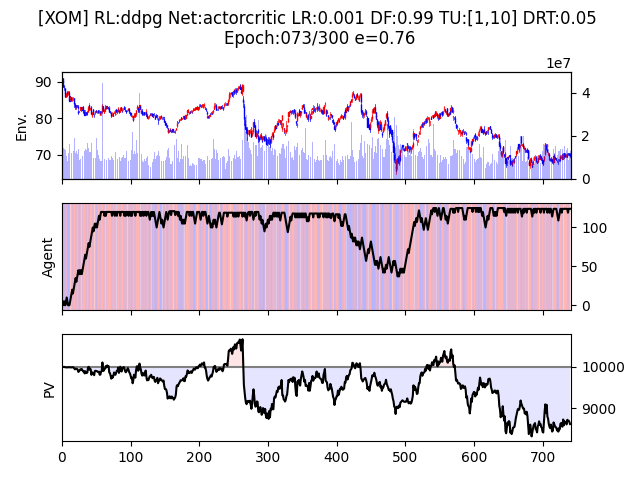 [XOM] RL:ddpg Net:actorcritic LR:0.001 DF:0.99 TU:[1,10] DRT:0.05
Epoch:073/300 e=0.76
1e7
90
80
70
Env.
4
2
0
Agent
100
50
0
PV
10000
9000
0 100 200 300 400 500 600 700